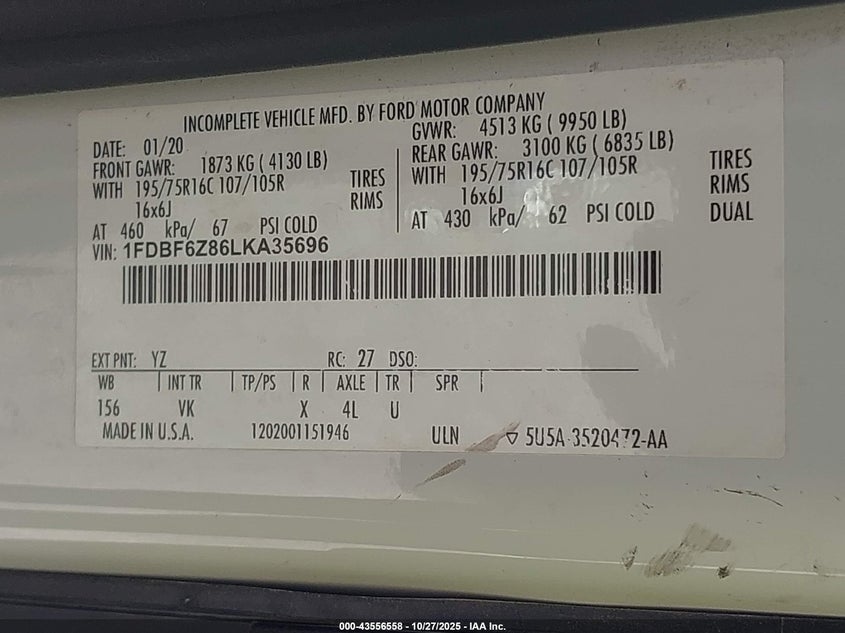 INCOMPLETE VEHICLE MFD. BY FORD MOTOR COMPANY
DATE: 01/20 GVWR: 4513 KG ( 9950 LB)
FRONT GAWR: 1873 KG ( 4130 LB) REAR GAWR: 3100 KG ( 6835 LB)
WITH 195/75R16C 107/105R TIRES WITH 195/75R16C 107/105R TIRES
16x6J RIMS 16x6J RIMS
AT 460 kPa/ 67 PSI COLD AT 430 kPa/ 62 PSI COLD DUAL
VIN: 1FDBF6Z86LKA35696
EXT PNT: YZ RC: 27 DSO:
WB INT TR TP/PS R AXLE TR SPR
156 VK X 4L U
MADE IN U.S.A. 1202001151946 ULN 5U5A-3520472-AA
000-43556558 - 10/27/2025 - IAA Inc.